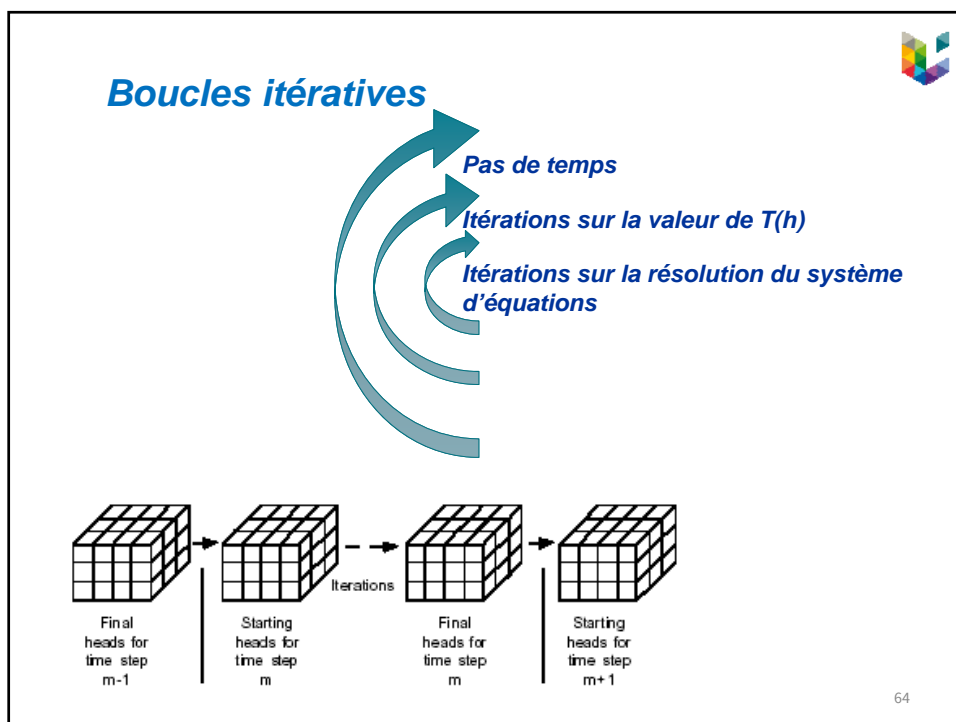 Boucles itératives
Pas de temps
Itérations sur la valeur de T(h)
Itérations sur la résolution du système
d’équations
Iterations
Final
heads for
time step
m-1
Starting
heads for
time step
m
Final
heads for
time step
m
Starting
heads for
time step
m+1
64